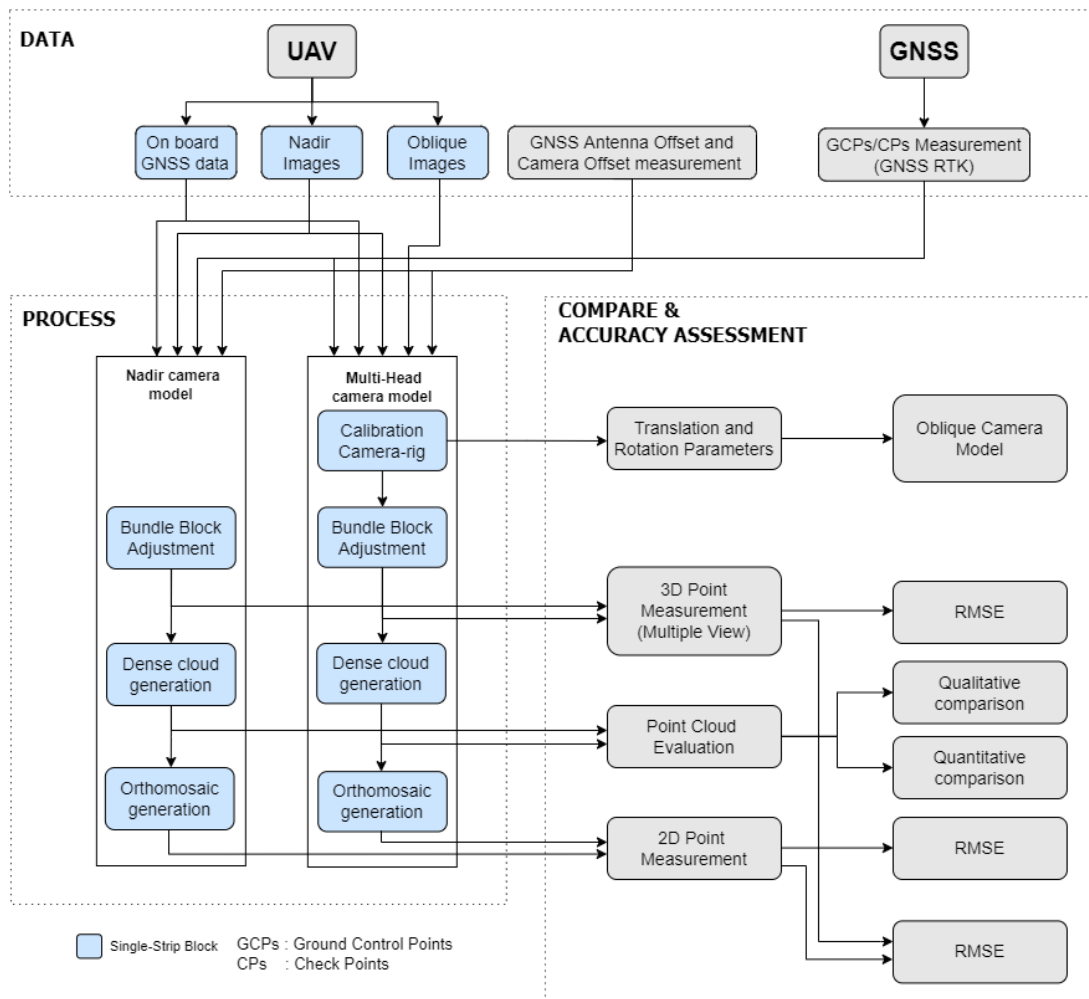 DATA
UAV
GNSS
On board
GNSS data
Nadir
Images
Oblique
Images
GNSS Antenna Offset and
Camera Offset measurement
GCPs/CPs Measurement
(GNSS RTK)
PROCESS
Nadir camera
model
Multi-Head
camera model
Calibration
Camera-rig
Bundle Block
Adjustment
Bundle Block
Adjustment
Dense cloud
generation
Dense cloud
generation
Orthomosaic
generation
Orthomosaic
generation
COMPARE &
ACCURACY ASSESSMENT
Translation and
Rotation Parameters
Oblique Camera
Model
3D Point
Measurement
(Multiple View)
RMSE
Point Cloud
Evaluation
Qualitative
comparison
Quantitative
comparison
2D Point
Measurement
RMSE
RMSE
Single-Strip Block
GCPs : Ground Control Points
CPs : Check Points